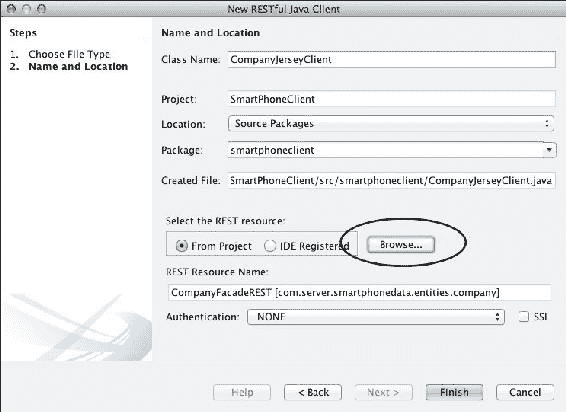 New RESTful Java Client
Steps
1. Choose File Type
2. Name and Location
Name and Location
Class Name: CompanyJerseyClient
Project: SmartPhoneClient
Location: Source Packages
Package: smartphoneclient
Created File: SmartPhoneClient/src/smartphoneclient/CompanyJerseyClient.java
Select the REST resource:
From Project IDE Registered Browse...
REST Resource Name:
CompanyFacadeREST [com.server.smartphonedata.entities.company]
Authentication: NONE SSL
Help < Back Next > Finish Cancel